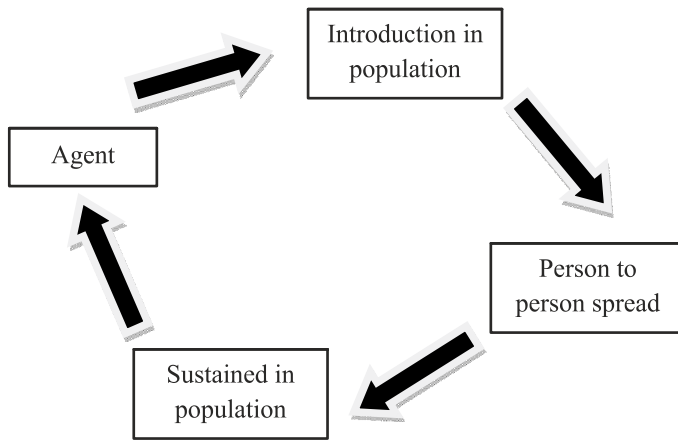 Introduction in
population
Agent
Person to
person spread
Sustained in
population